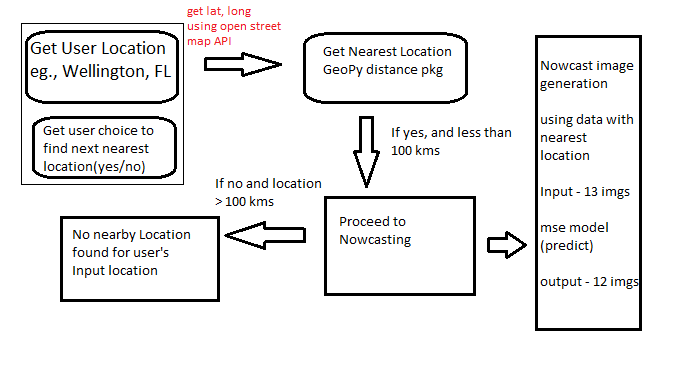 get lat, long
using open street
map API
Get User Location
eg., Wellington, FL
Get user choice to
find next nearest
location(yes/no)
Get Nearest Location
GeoPy distance pkg
If yes, and less than
100 kms
If no and location
> 100 kms
No nearby Location
found for user's
Input location
Proceed to
Nowcasting
Nowcast image
generation
using data with
nearest
location
Input - 13 imgs
mse model
(predict)
output - 12 imgs